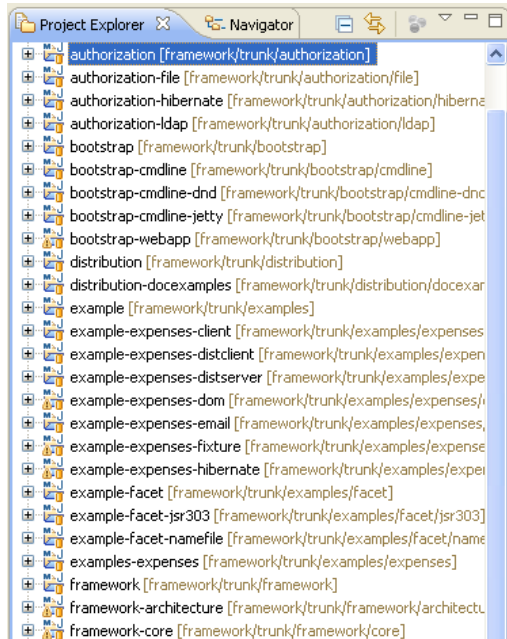 Project Explorer Navigator
authorization [framework/trunk/authorization]
authorization-file [framework/trunk/authorization/file]
authorization-hibernate [framework/trunk/authorization/hiberna
authorization-ldap [framework/trunk/authorization/ldap]
bootstrap [framework/trunk/bootstrap]
bootstrap-cmdline [framework/trunk/bootstrap/cmdline]
bootstrap-cmdline-dnd [framework/trunk/bootstrap/cmdline-dnd
bootstrap-cmdline-jetty [framework/trunk/bootstrap/cmdline-jet
bootstrap-webapp [framework/trunk/bootstrap/webapp]
distribution [framework/trunk/distribution]
distribution-docexamples [framework/trunk/distribution/docexar
example [framework/trunk/examples]
example-expenses-client [framework/trunk/examples/expenses
example-expenses-distclient [framework/trunk/examples/expen
example-expenses-distserver [framework/trunk/examples/expe
example-expenses-dom [framework/trunk/examples/expenses/
example-expenses-email [framework/trunk/examples/expenses,
example-expenses-fixture [framework/trunk/examples/expense
example-expenses-hibernate [framework/trunk/examples/exper
example-facet [framework/trunk/examples/facet]
example-facet-jsr303 [framework/trunk/examples/facet/jsr303]
example-facet-namefile [framework/trunk/examples/facet/name
examples-expenses [framework/trunk/examples/expenses]
framework [framework/trunk/framework]
framework-architecture [framework/trunk/framework/architectu
framework-core [framework/trunk/framework/core]